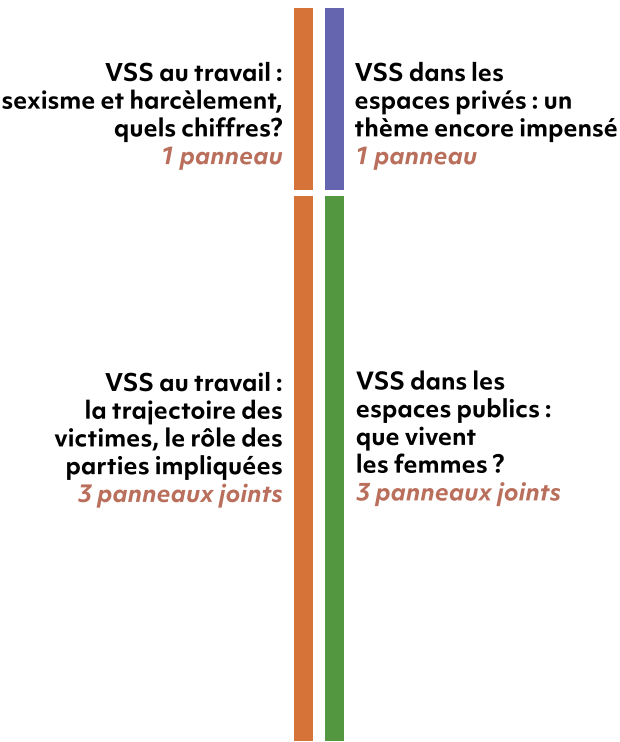 VSS au travail :
sexisme et harcèlement,
quels chiffres?
1 panneau
VSS dans les
espaces privés : un
thème encore impensé
1 panneau
VSS au travail :
la trajectoire des
victimes, le rôle des
parties impliquées
3 panneaux joints
VSS dans les
espaces publics :
que vivent
les femmes ?
3 panneaux joints